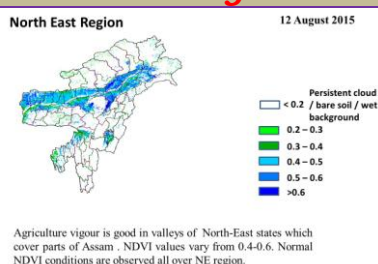 North East Region
12 August 2015
Persistent cloud
< 0.2 / bare soil / wet
background
0.2 – 0.3
0.3 – 0.4
0.4 – 0.5
0.5 – 0.6
>0.6
Agriculture vigour is good in valleys of North-East states which
cover parts of Assam . NDVI values vary from 0.4-0.6. Normal
NDVI conditions are observed all over NE region.